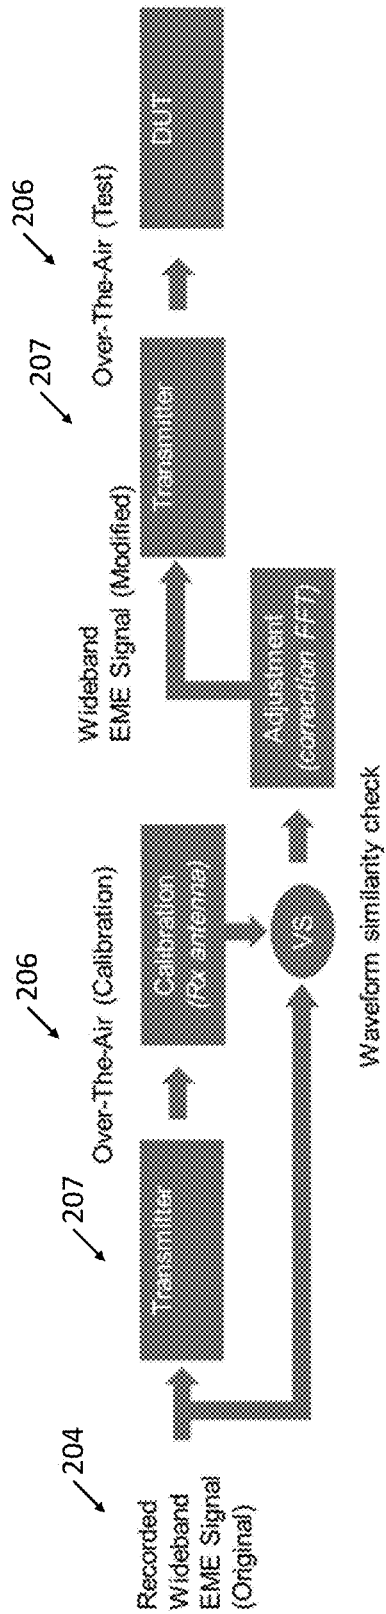 204
Recorded
Wideband
EME Signal
(Original)
207
Transmitter
206
Over-The-Air (Calibration)
Calibration
(Rx antenna)
VS
Waveform similarity check
Adjustment
(correction FFT)
Wideband
EME Signal (Modified)
207
Transmitter
206
Over-The-Air (Test)
DUT